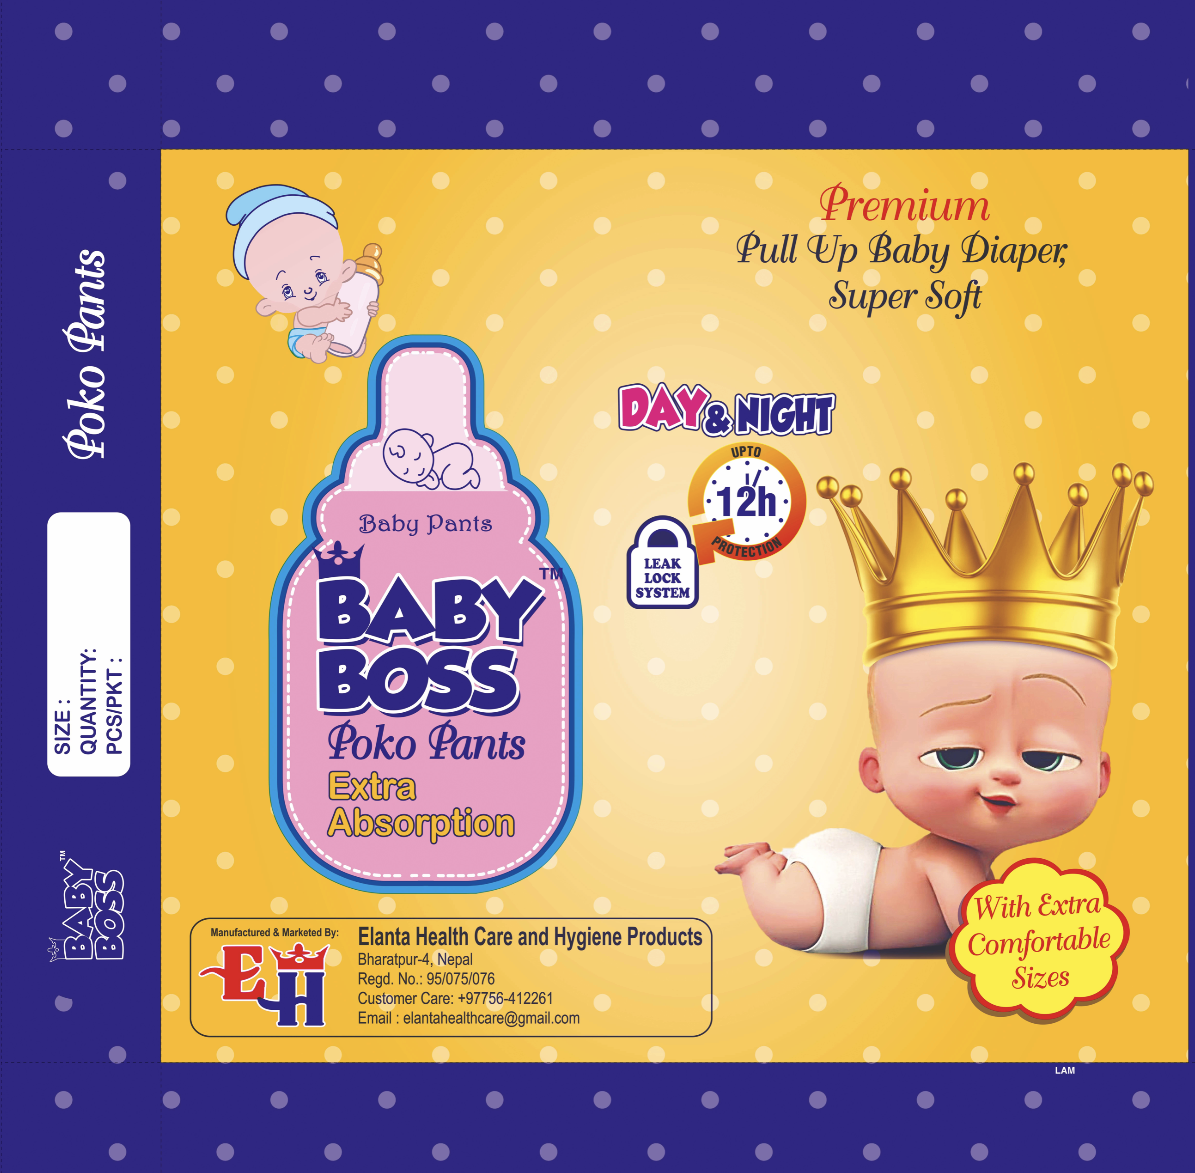 Poko Pants
SIZE :
QUANTITY:
PCS/PKT :
BABY
BOSS
TM
Premium
Pull Up Baby Diaper,
Super Soft
DAY & NIGHT
UPTO
12h
PROTECTION
LEAK
LOCK
SYSTEM
Baby Pants
BABY
BOSS
TM
Poko Pants
Extra
Absorption
With Extra
Comfortable
Sizes
Manufactured & Marketed By:
EH
Elanta Health Care and Hygiene Products
Bharatpur-4, Nepal
Regd. No.: 95/075/076
Customer Care: +97756-412261
Email : elantahealthcare@gmail.com
LAM